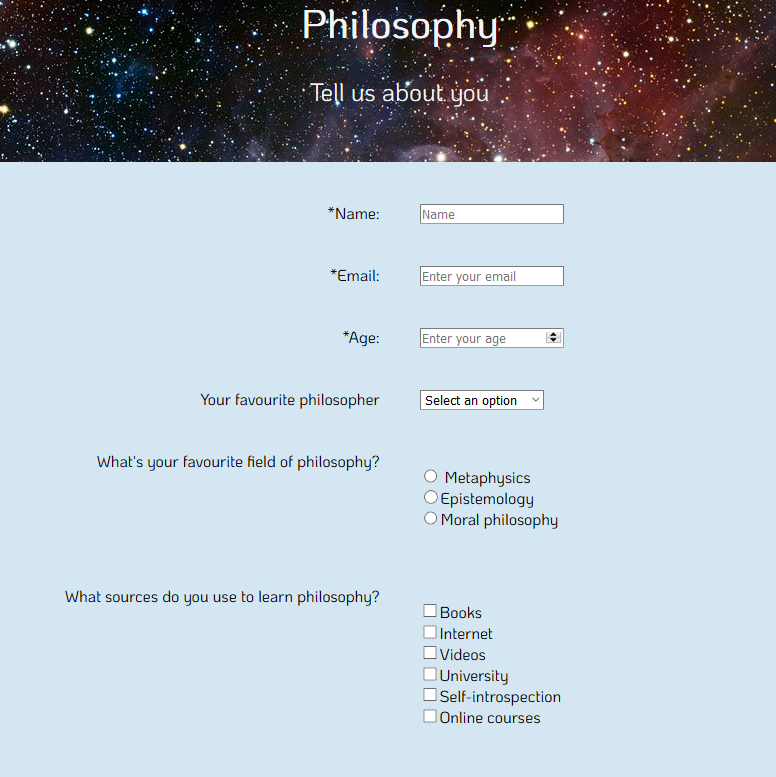 Philosophy
Tell us about you
*Name: Name
*Email: Enter your email
*Age: Enter your age
Your favourite philosopher Select an option
What's your favourite field of philosophy?
Metaphysics
Epistemology
Moral philosophy
What sources do you use to learn philosophy?
Books
Internet
Videos
University
Self-introspection
Online courses